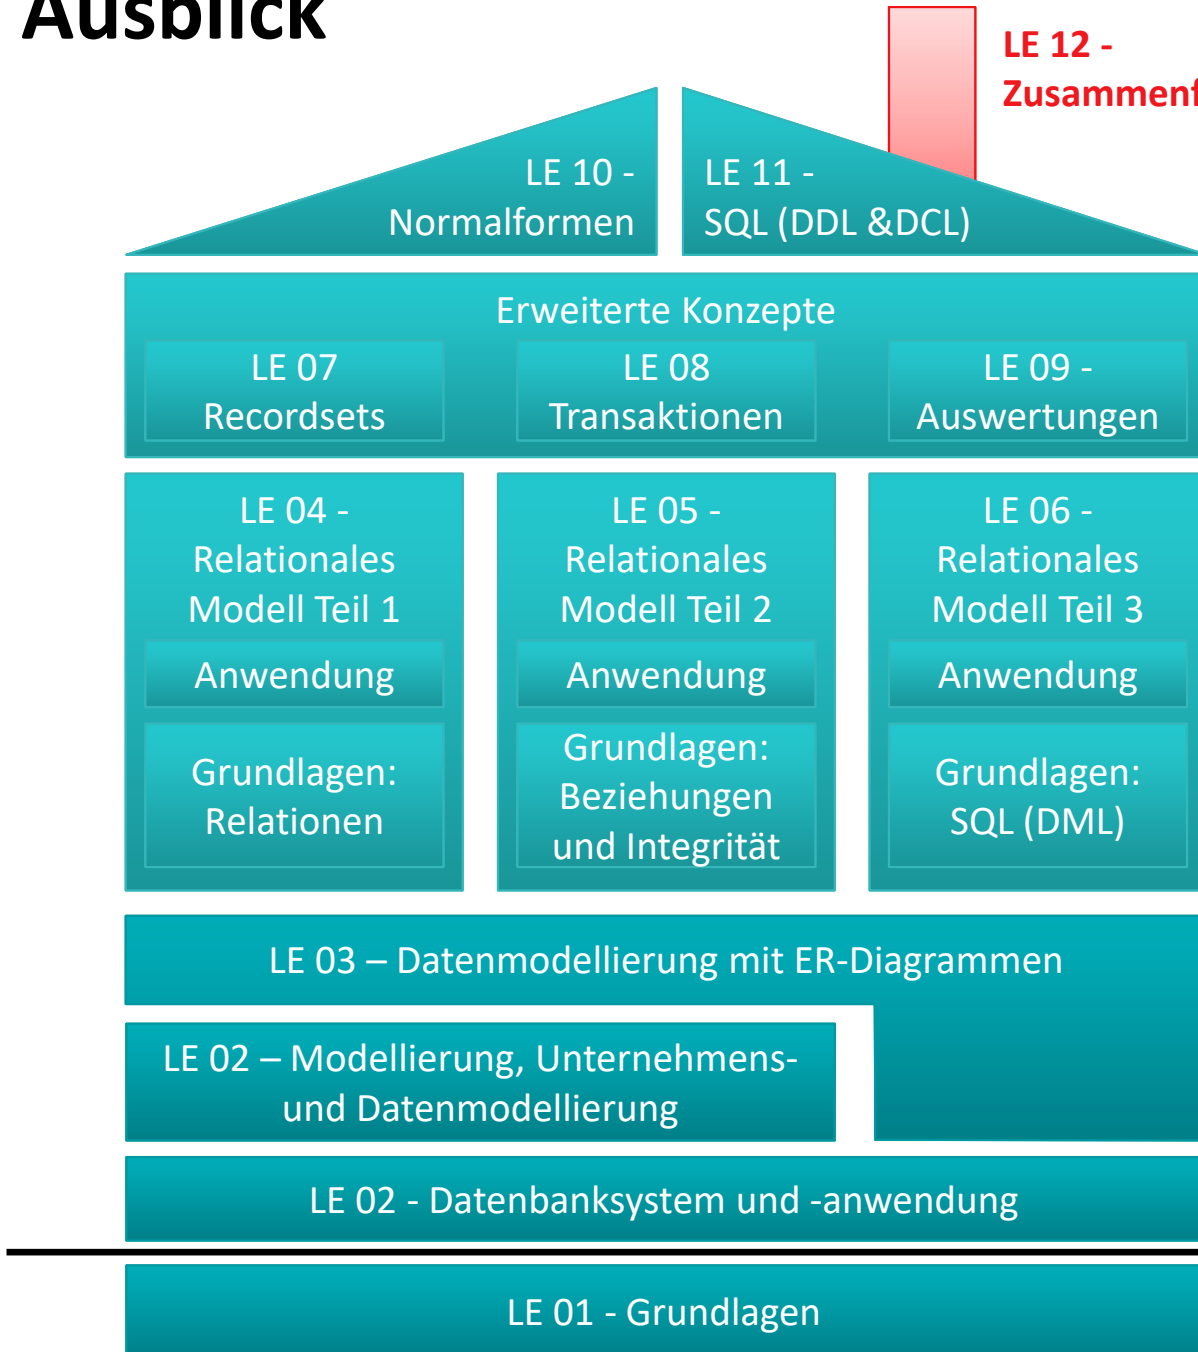 Ausblick
LE 12 -
LE 10 -
Normalformen
LE 11 -
SQL (DDL &DCL)
Erweiterte Konzepte
LE 07
Recordsets
LE 08
Transaktionen
LE 09 -
Auswertungen
LE 04 -
Relationales
Modell Teil 1
Anwendung
Grundlagen:
Relationen
LE 05 -
Relationales
Modell Teil 2
Anwendung
Grundlagen:
Beziehungen
und Integrität
LE 06 -
Relationales
Modell Teil 3
Anwendung
Grundlagen:
SQL (DML)
LE 03 – Datenmodellierung mit ER-Diagrammen
LE 02 – Modellierung, Unternehmens-
und Datenmodellierung
LE 02 - Datenbanksystem und -anwendung
LE 01 - Grundlagen